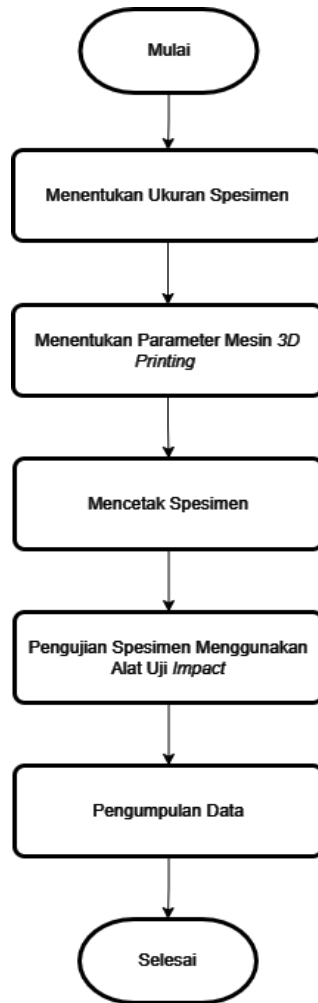 Mulai
Menentukan Ukuran Spesimen
Menentukan Parameter Mesin 3D
Printing
Mencetak Spesimen
Pengujian Spesimen Menggunakan
Alat Uji Impact
Pengumpulan Data
Selesai